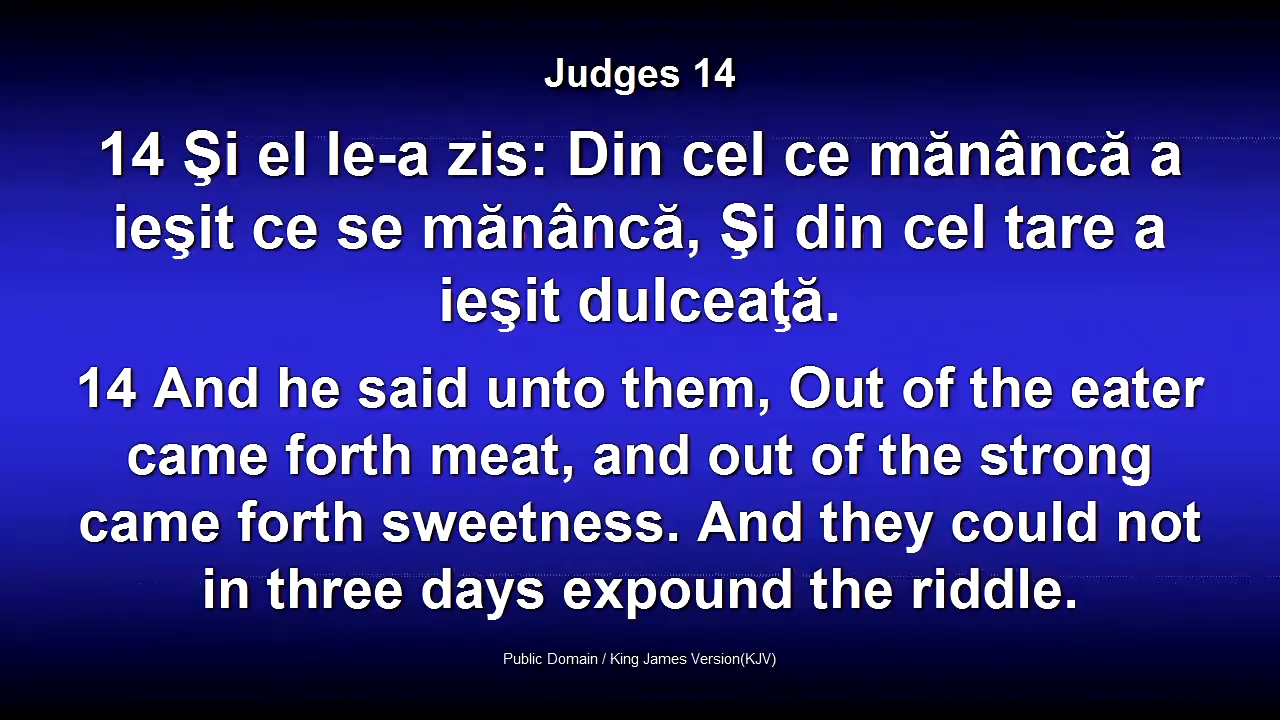 Judges 14
14 Şi el le-a zis: Din cel ce mănâncă a
ieşit ce se mănâncă, Şi din cel tare a
ieşit dulceaţă.
14 And he said unto them, Out of the eater
came forth meat, and out of the strong
came forth sweetness. And they could not
in three days expound the riddle.
Public Domain / King James Version(KJV)